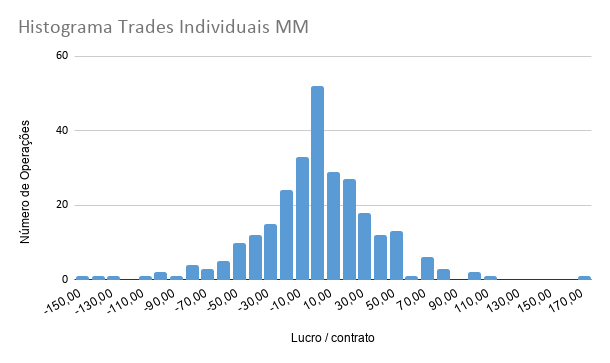 Histograma Trades Individuais MM
60
40
20
0
Número de Operações
-150,00 -130,00 -110,00 -90,00 -70,00 -50,00 -30,00 -10,00 10,00 30,00 50,00 70,00 90,00 110,00 130,00 150,00 170,00
Lucro / contrato